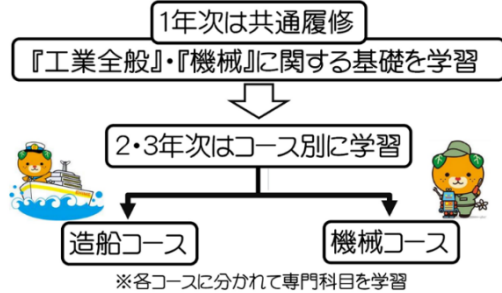 1年次は共通履修
『工業全般』・『機械』に関する基礎を学習
2・3年次はコース別に学習
造船コース
機械コース
※各コースに分かれて専門科目を学習